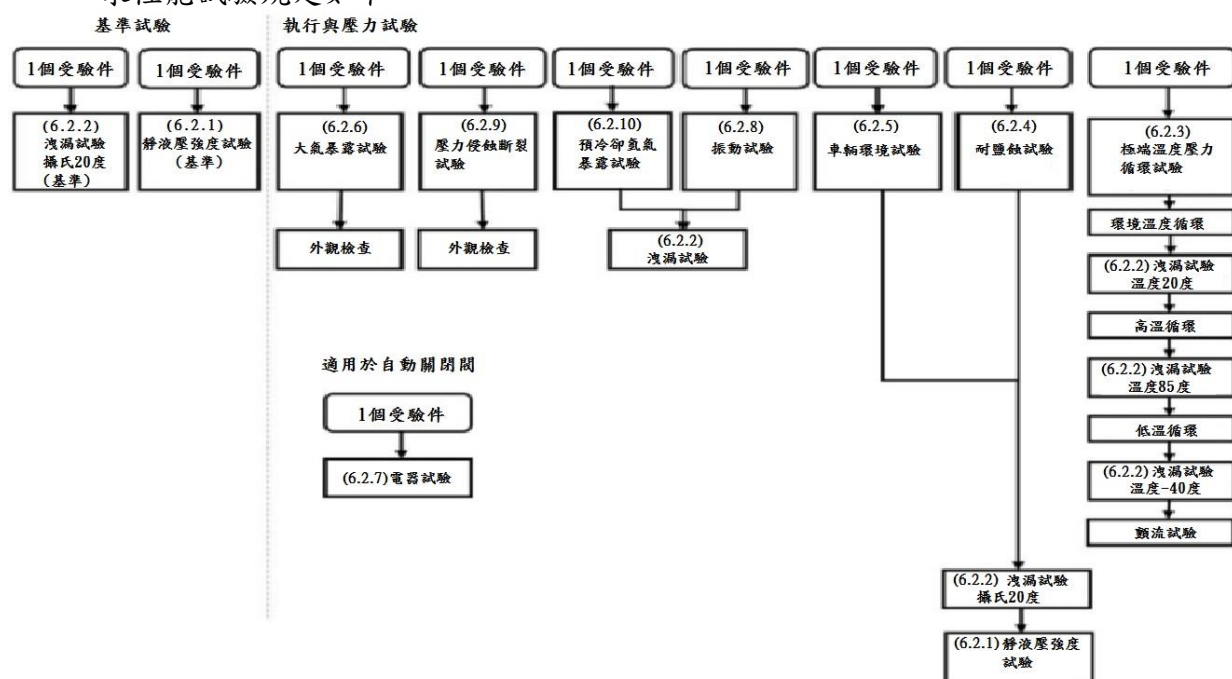 基準試驗
執行與壓力試驗
1個受驗件
1個受驗件
1個受驗件
1個受驗件
1個受驗件
1個受驗件
1個受驗件
1個受驗件
1個受驗件
(6.2.2)
洩漏試驗
攝氏20度
(基準)
(6.2.1)
靜液壓強度試驗
(基準)
(6.2.6)
大氣暴露試驗
(6.2.9)
壓力侵蝕斷裂
試驗
(6.2.10)
預冷卻氫氣
暴露試驗
(6.2.8)
振動試驗
(6.2.5)
車輛環境試驗
(6.2.4)
耐鹽蝕試驗
(6.2.3)
極端溫度壓力
循環試驗
外觀檢查
外觀檢查
(6.2.2)
洩漏試驗
環境溫度循環
(6.2.2)洩漏試驗
溫度20度
高溫循環
(6.2.2)洩漏試驗
溫度85度
低溫循環
(6.2.2)洩漏試驗
溫度-40度
顫流試驗
適用於自動關閉閥
1個受驗件
(6.2.7)電器試驗
(6.2.2) 洩漏試驗
攝氏20度
(6.2.1)靜液壓強度
試驗